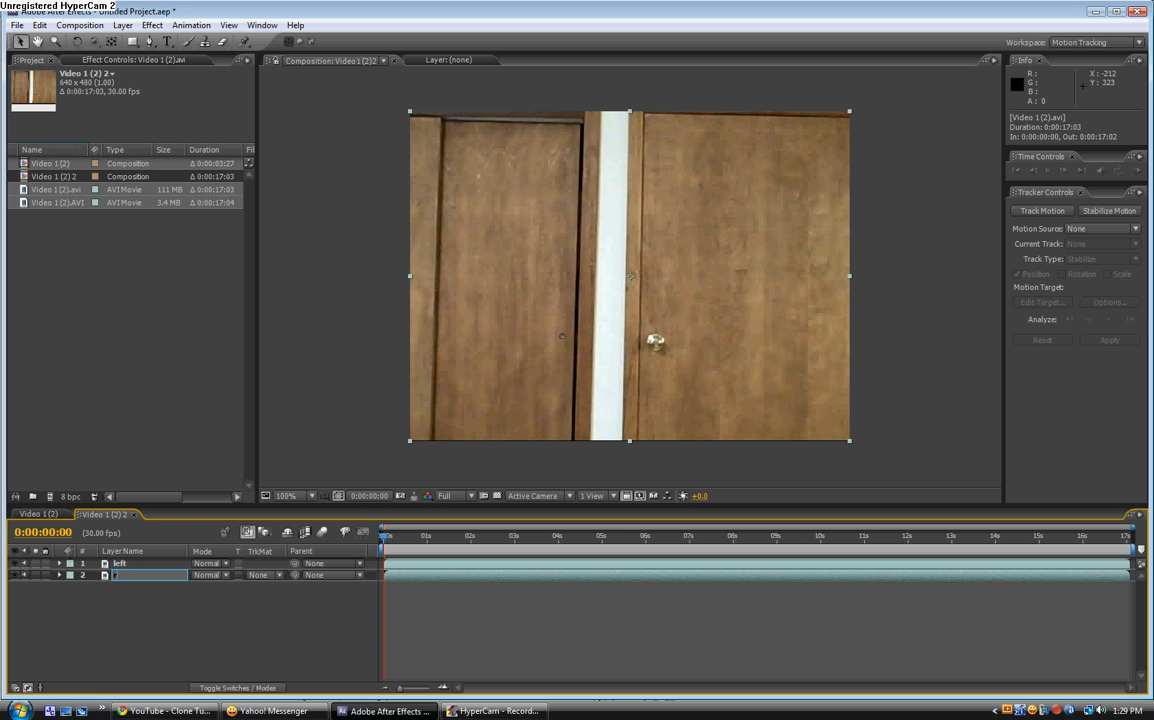 Unregistered HyperCam 2
Adobe After Effects - Untitled Project.aep *
File Edit Composition Layer Effect Animation View Window Help
Workspace: Motion Tracking
Project Effect Controls: Video 1 (2).avi
Composition: Video 1 (2) 2 Layer: (none)
Info
Video 1 (2) 2
640 x 480 (1.00)
Δ 0:00:17:03, 30.00 fps
R :
G :
B :
A : 0
X : -212
Y : 323
[Video 1 (2).avi]
Duration: 0:00:17:03
In: 0:00:00:00, Out: 0:00:17:02
Name Type Size Duration Fil
Video 1 (2) Composition Δ 0:00:03:27
Video 1 (2) 2 Composition Δ 0:00:17:03
Video 1 (2).avi AVI Movie 111 MB Δ 0:00:17:03
Video 1 (2).AVI AVI Movie 3.4 MB Δ 0:00:17:04
Time Controls
Tracker Controls
Track Motion Stabilize Motion
Motion Source: None
Current Track: None
Track Type: Stabilize
Position Rotation Scale
Motion Target:
Edit Target... Options...
Analyze:
Reset Apply
8 bpc
100% 0:00:00:00 Full Active Camera 1 View +0.0
Video 1 (2) Video 1 (2) 2
0:00:00:00 (30.00 fps)
01s 02s 03s 04s 05s 06s 07s 08s 09s 10s 11s 12s 13s 14s 15s 16s 17s
# Layer Name Mode T TrkMat Parent
1 left Normal None
2 Normal None None
Toggle Switches / Modes
YouTube - Clone Tu... Yahoo! Messenger Adobe After Effects ... HyperCam - Record... 1:29 PM